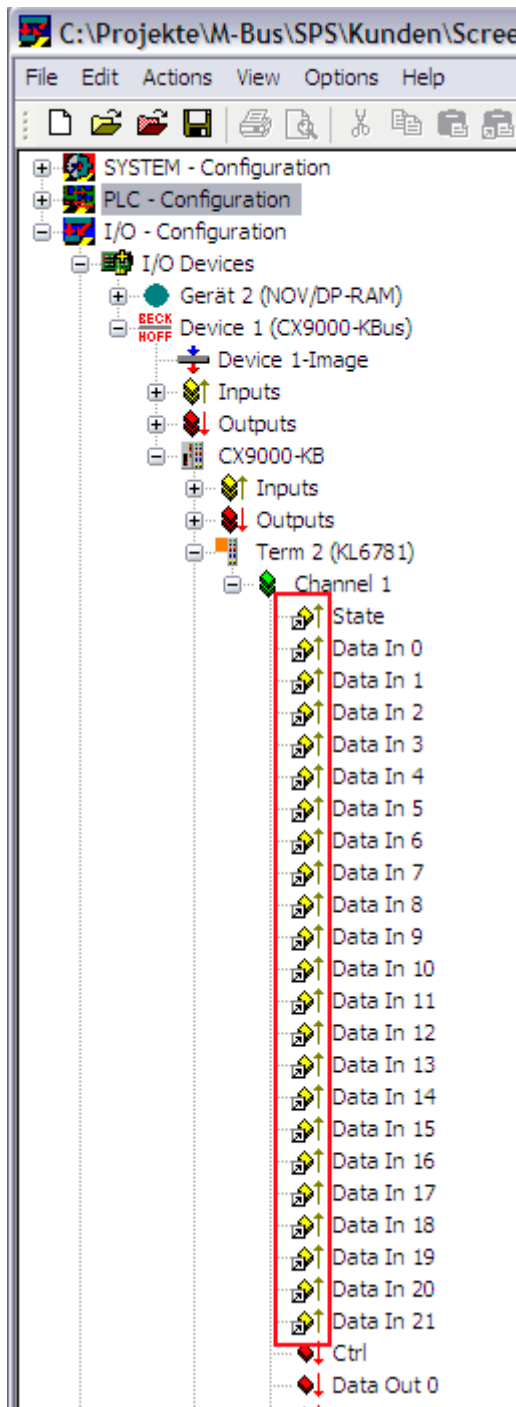 C:\Projekte\M-Bus\SPS\Kunden\Scree
File Edit Actions View Options Help
SYSTEM - Configuration
PLC - Configuration
I/O - Configuration
I/O Devices
Gerät 2 (NOV/DP-RAM)
BECK
HOFF
Device 1 (CX9000-KBus)
Device 1-Image
Inputs
Outputs
CX9000-KB
Inputs
Outputs
Term 2 (KL6781)
Channel 1
State
Data In 0
Data In 1
Data In 2
Data In 3
Data In 4
Data In 5
Data In 6
Data In 7
Data In 8
Data In 9
Data In 10
Data In 11
Data In 12
Data In 13
Data In 14
Data In 15
Data In 16
Data In 17
Data In 18
Data In 19
Data In 20
Data In 21
Ctrl
Data Out 0